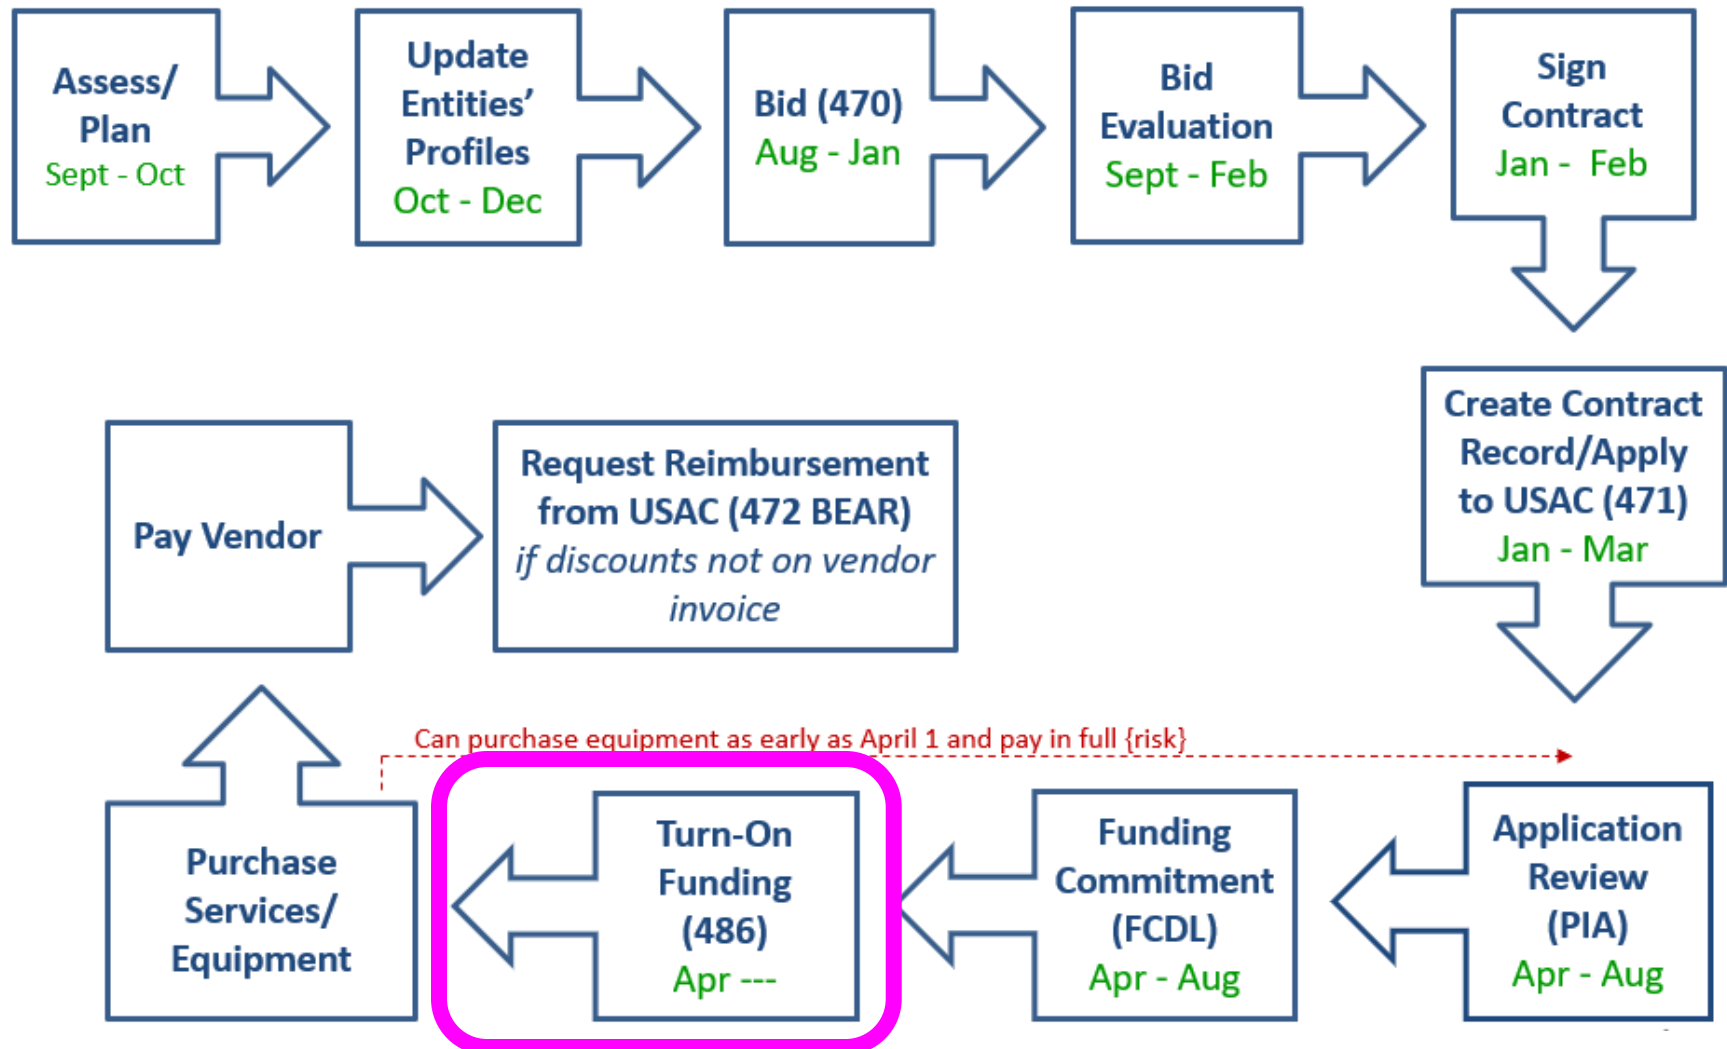 Assess/
Plan
Sept - Oct
Update
Entities’
Profiles
Oct - Dec
Bid (470)
Aug - Jan
Bid
Evaluation
Sept - Feb
Sign
Contract
Jan - Feb
Create Contract
Record/Apply
to USAC (471)
Jan - Mar
Application
Review
(PIA)
Apr - Aug
Funding
Commitment
(FCDL)
Apr - Aug
Turn-On
Funding
(486)
Apr ---
Can purchase equipment as early as April 1 and pay in full {risk}
Purchase
Services/
Equipment
Pay Vendor
Request Reimbursement
from USAC (472 BEAR)
if discounts not on vendor
invoice